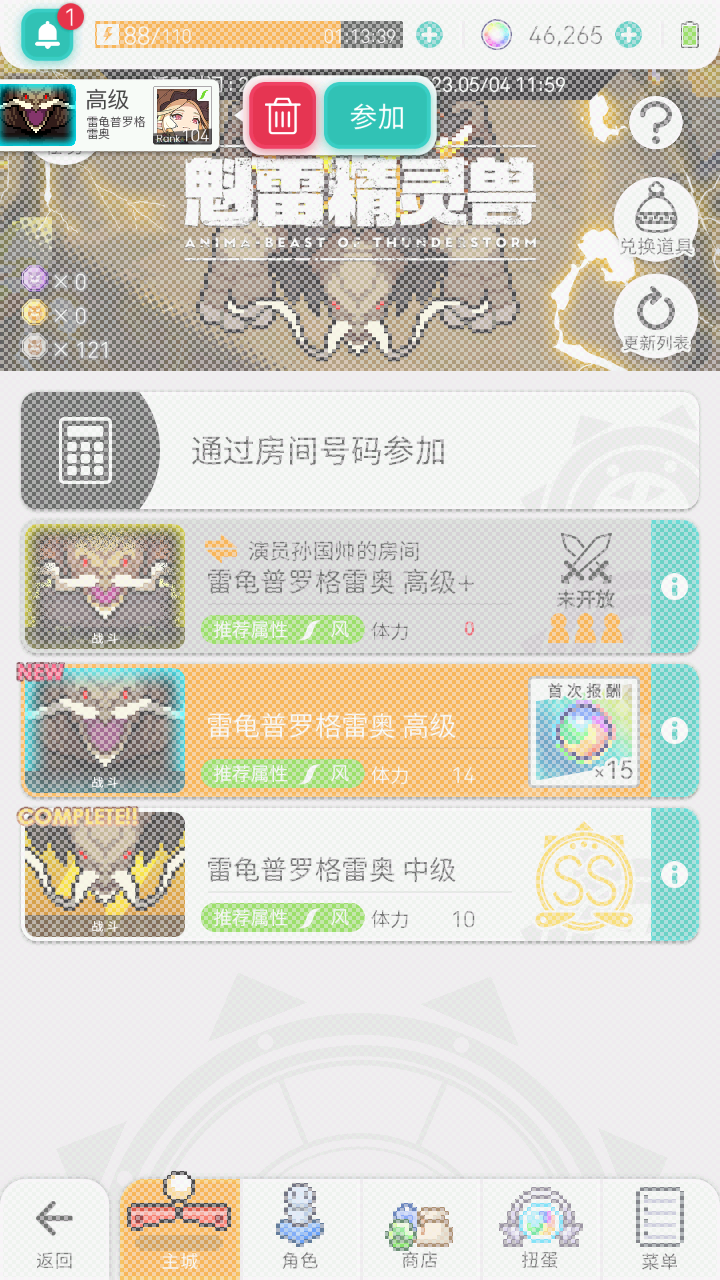 1
88/110
01:13:39
46,265
23.05/04 11:59
高级
雷龟普罗格
雷奥
Rank 104
参加
魁雷精灵兽
ANIMA-BEAST OF THUNDERSTORM
兑换道具
×0
×0
×121
更新列表
通过房间号码参加
演员孙国帅的房间
雷龟普罗格雷奥 高级+
战斗
推荐属性 风 体力 0
未开放
NEW
雷龟普罗格雷奥 高级
战斗
推荐属性 风 体力 14
首次报酬
×15
COMPLETE!!
雷龟普罗格雷奥 中级
战斗
推荐属性 风 体力 10
SS
返回
主城
角色
商店
扭蛋
菜单